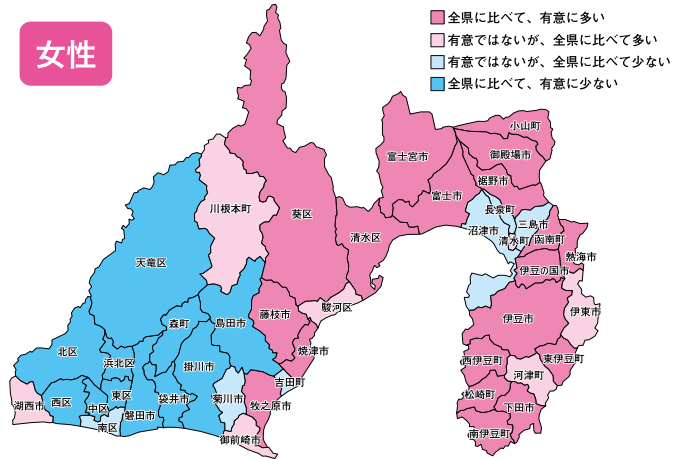 女性
全県に比べて、有意に多い
有意ではないが、全県に比べて多い
有意ではないが、全県に比べて少ない
全県に比べて、有意に少ない
小山町
御殿場市
富士宮市
裾野市
富士市
川根本町
葵区
長泉町
三島市
沼津市
清水町
函南町
清水区
熱海市
天竜区
伊豆の国市
駿河区
伊東市
藤枝市
伊豆市
森町
島田市
北区
浜北区
焼津市
西伊豆町
東伊豆町
掛川市
河津町
吉田町
松崎町
東区
袋井市
菊川市
牧之原市
下田市
湖西市
西区
中区
磐田市
南区
御前崎市
南伊豆町